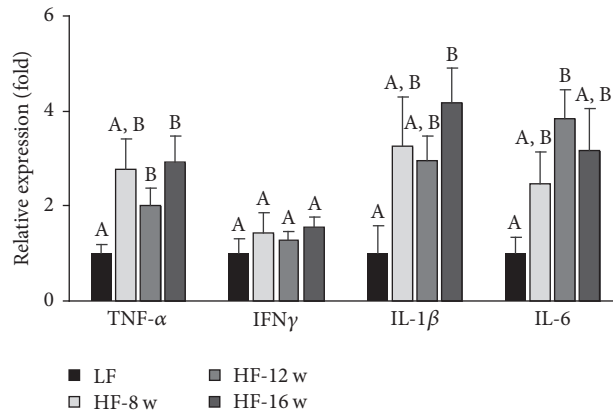 6
4
2
0
Relative expression (fold)
A
A, B
B
B
A
A
A
A
A
A, B
A, B
B
A
A, B
B
A, B
TNF-α
IFNγ
IL-1β
IL-6
LF
HF-8 w
HF-12 w
HF-16 w